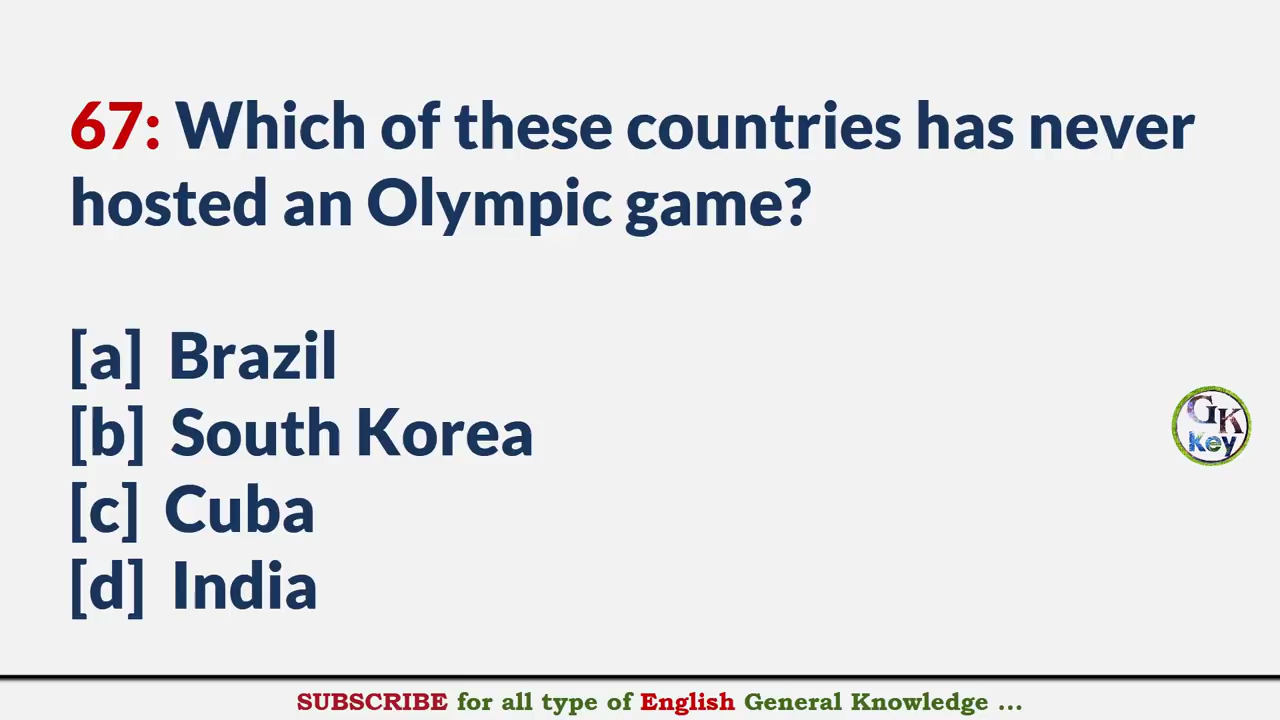 67: Which of these countries has never
hosted an Olympic game?
[a] Brazil
[b] South Korea
[c] Cuba
[d] India
GK
Key
SUBSCRIBE for all type of English General Knowledge ...